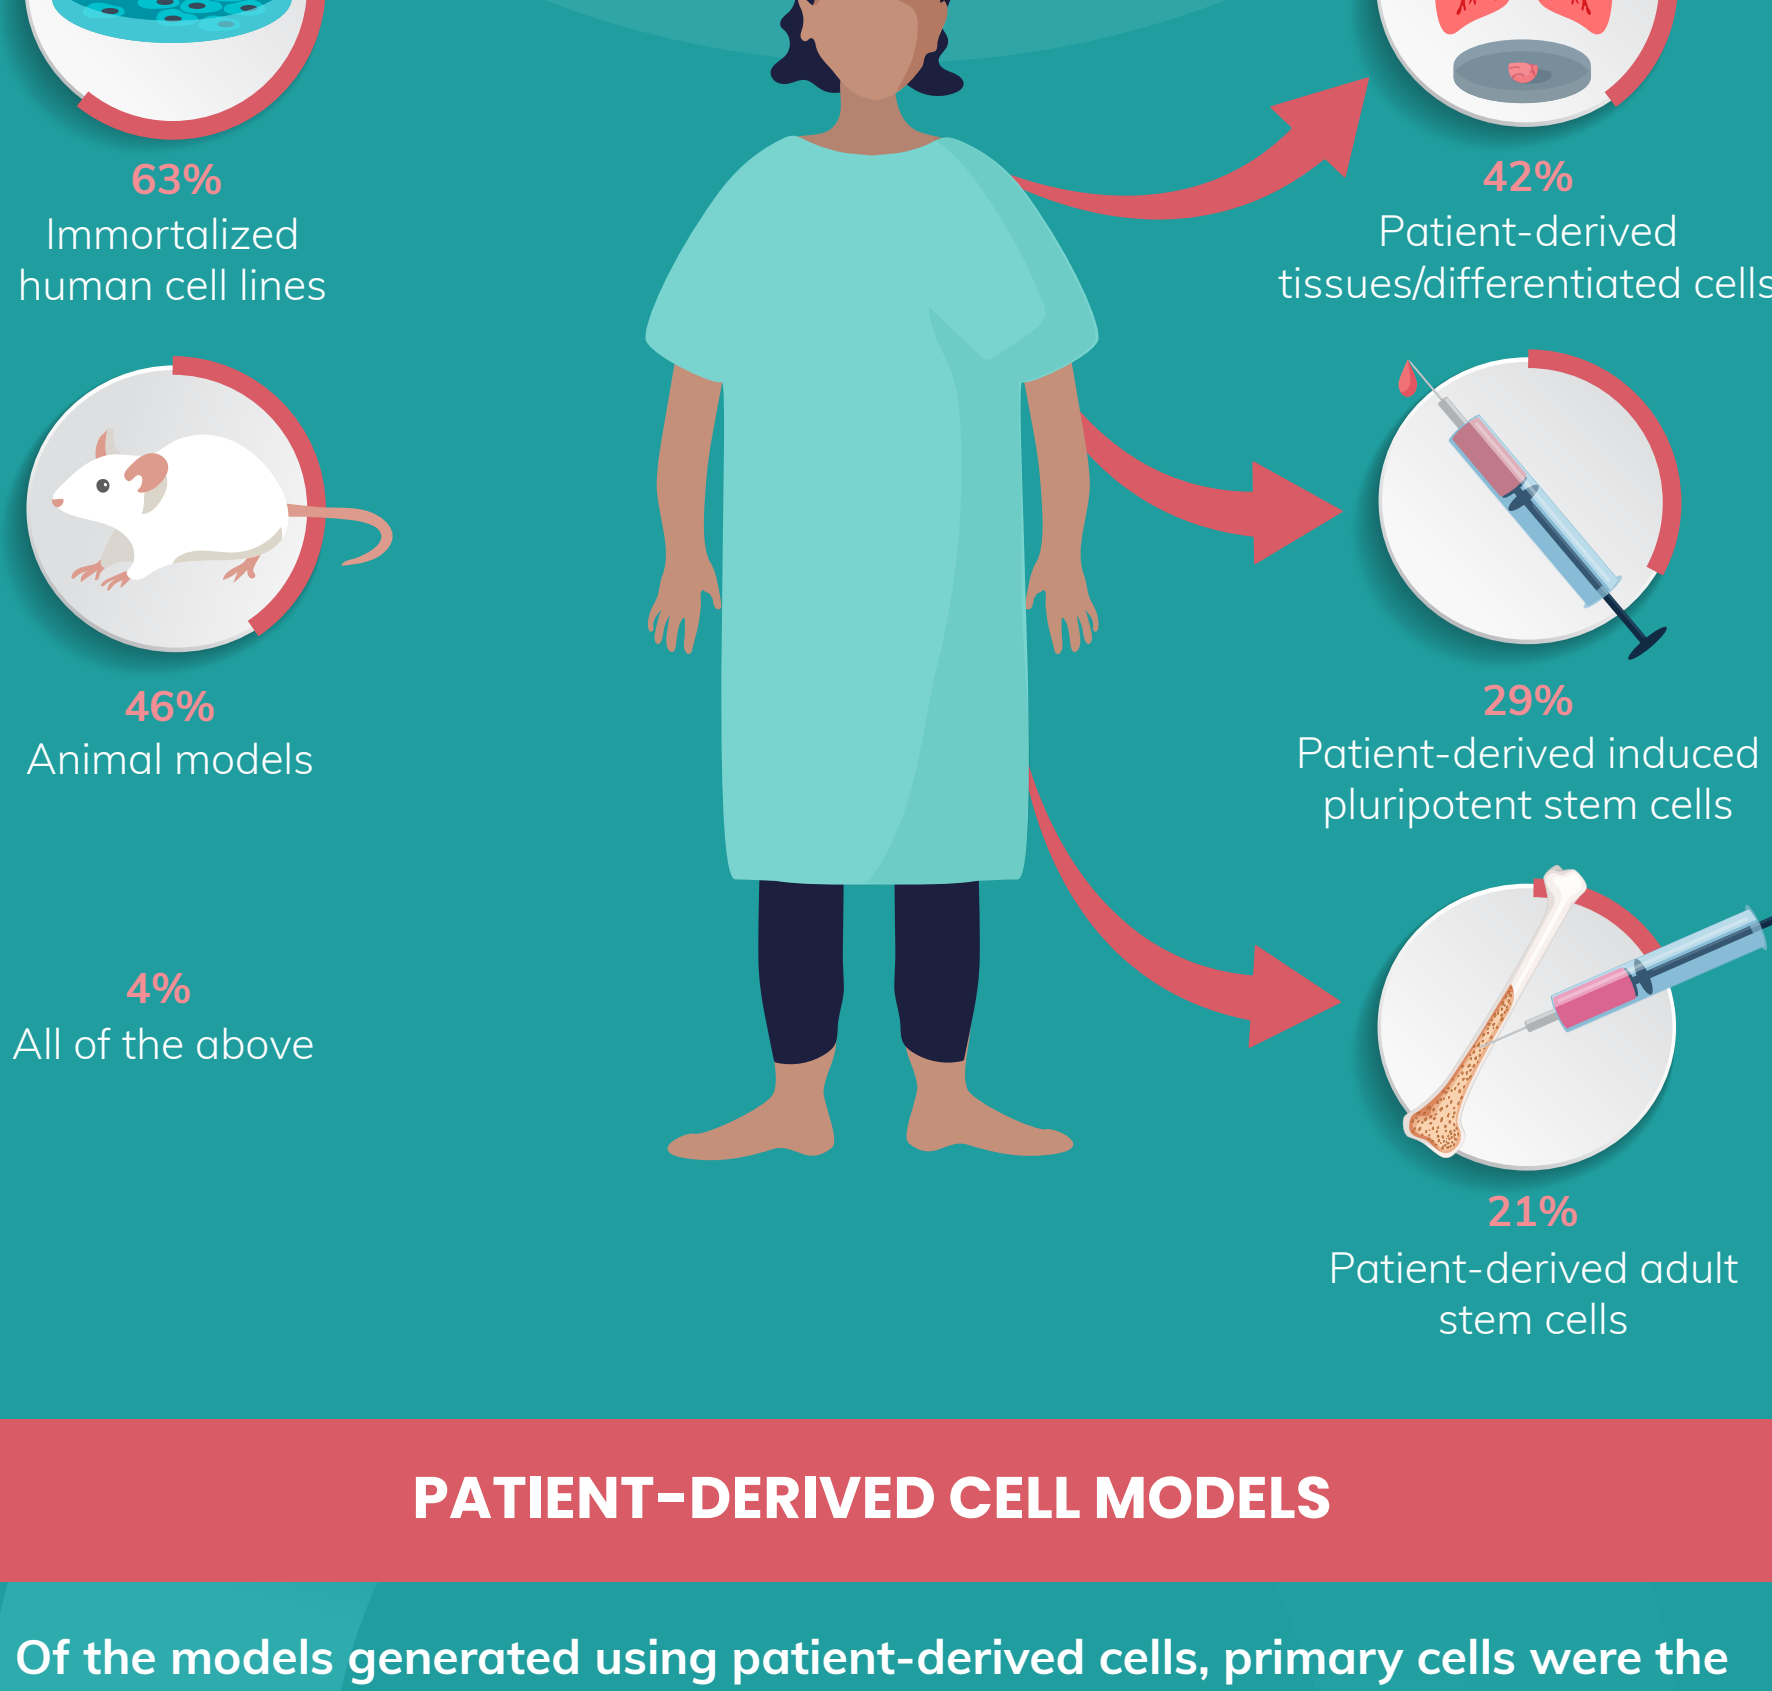 63%
Immortalized
human cell lines
46%
Animal models
4%
All of the above
42%
Patient-derived
tissues/differentiated cells
29%
Patient-derived induced
pluripotent stem cells
21%
Patient-derived adult
stem cells
PATIENT-DERIVED CELL MODELS
Of the models generated using patient-derived cells, primary cells were the